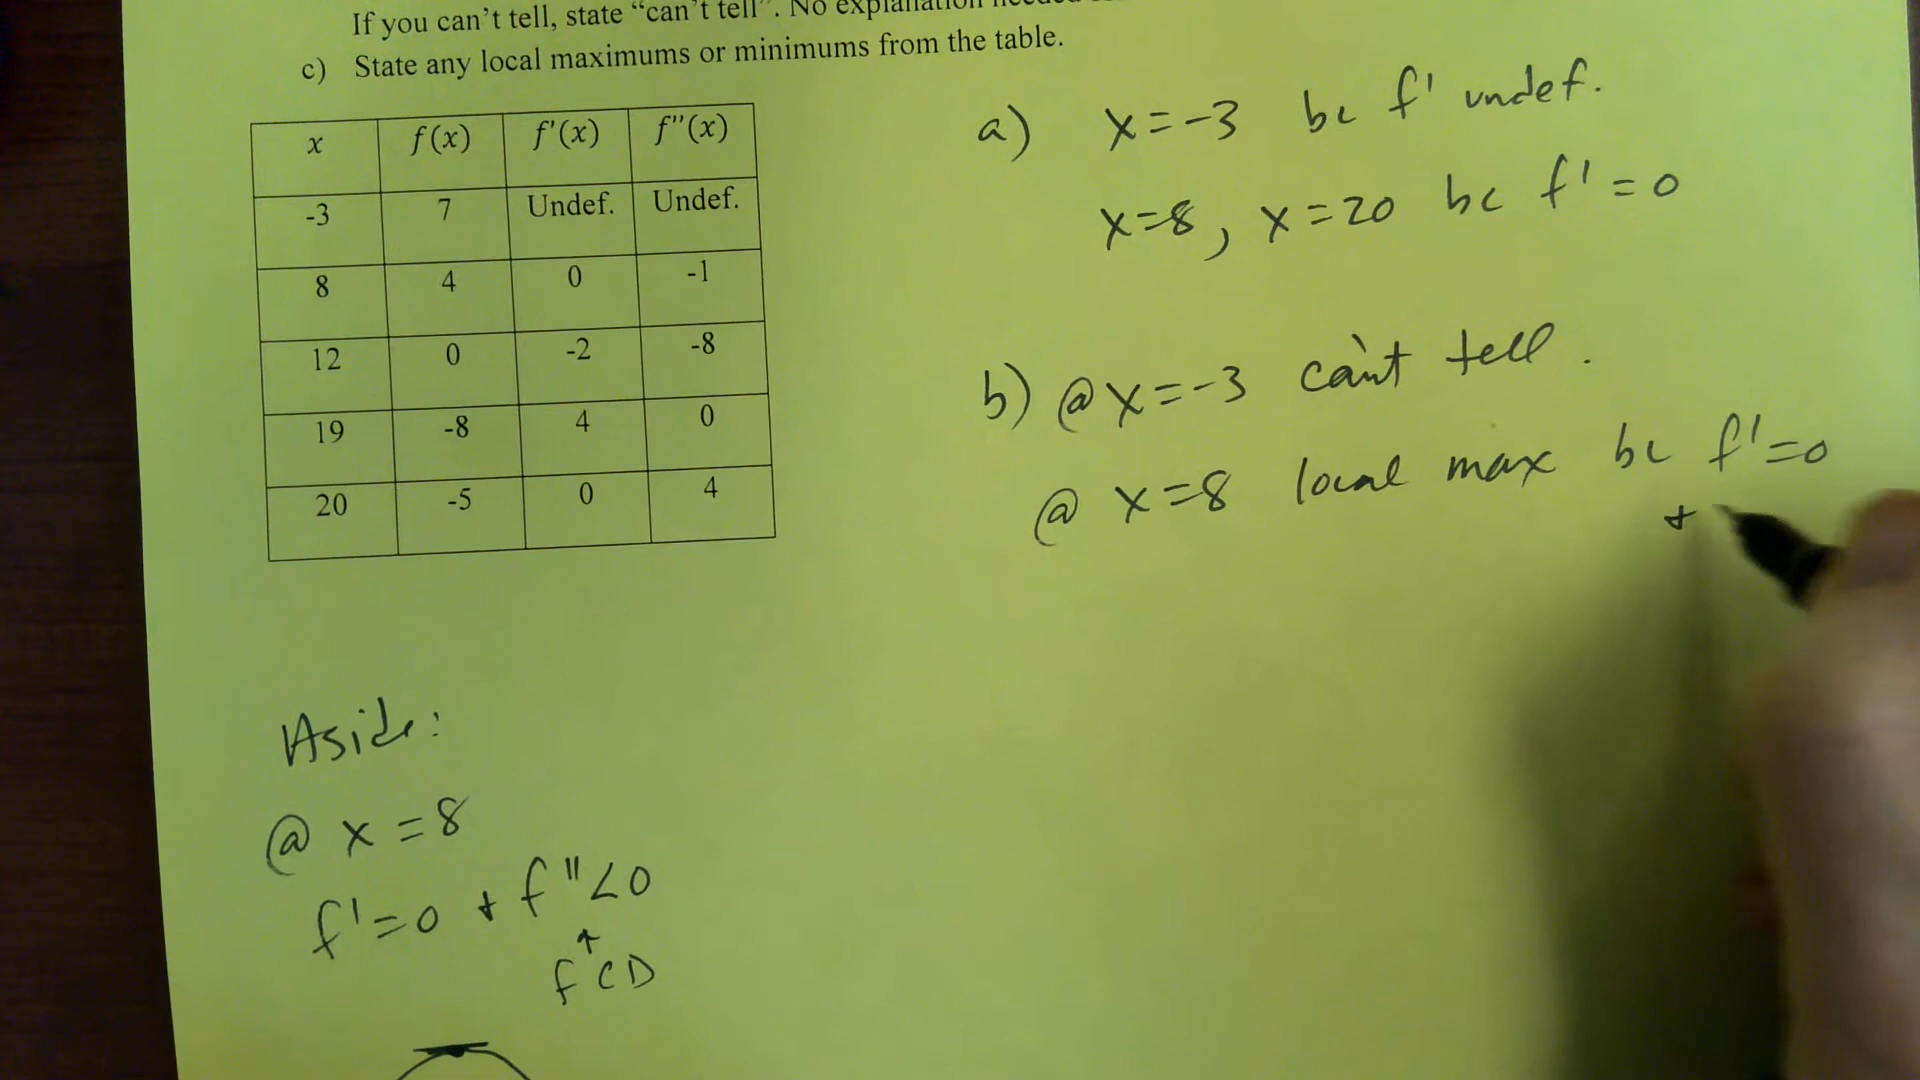 If you can't tell, state "can't tell". No explanation needed
c) State any local maximums or minimums from the table.
x f(x) f'(x) f"(x)
-3 7 Undef. Undef.
8 4 0 -1
12 0 -2 -8
19 -8 4 0
20 -5 0 4
a) x=-3 bc f' undef.
x=8, x=20 bc f'=0
b) @x=-3 can't tell.
@ x=8 local max bc f'=0
+
Aside:
@ x=8
f'=0 + f"<0
↑
f CD